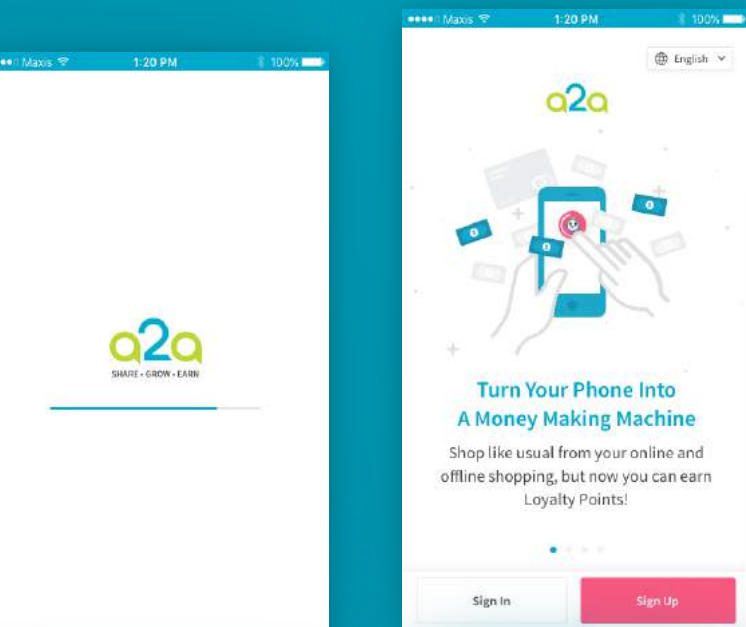 Maxis 1:20 PM 100%
a2a
SHARE • GROW • EARN
Maxis 1:20 PM 100%
English
a2a
Turn Your Phone Into
A Money Making Machine
Shop like usual from your online and
offline shopping, but now you can earn
Loyalty Points!
Sign In
Sign Up